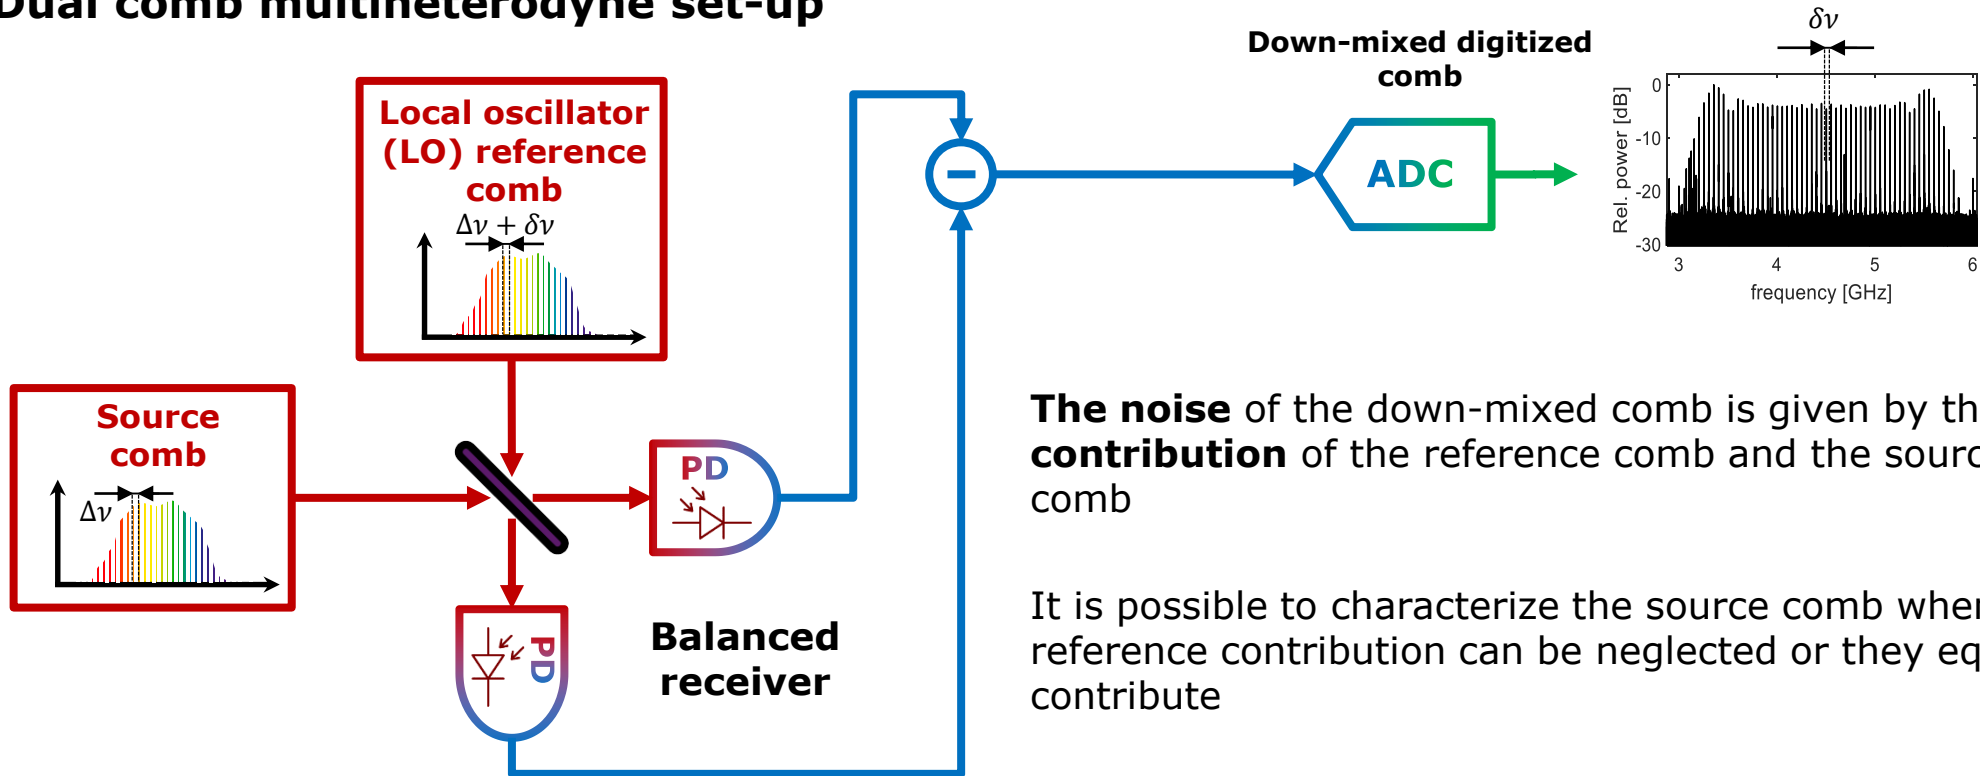 Dual comb multiheterodyne set-up
Local oscillator
(LO) reference
comb
Δν + δν
Source
comb
Δν
PD
PD
Balanced
receiver
Down-mixed digitized
comb
ADC
δν
Rel. power [dB]
0
-10
-20
-30
3 4 5 6
frequency [GHz]
The noise of the down-mixed comb is given by th
contribution of the reference comb and the sourc
comb
It is possible to characterize the source comb when
reference contribution can be neglected or they eq
contribute